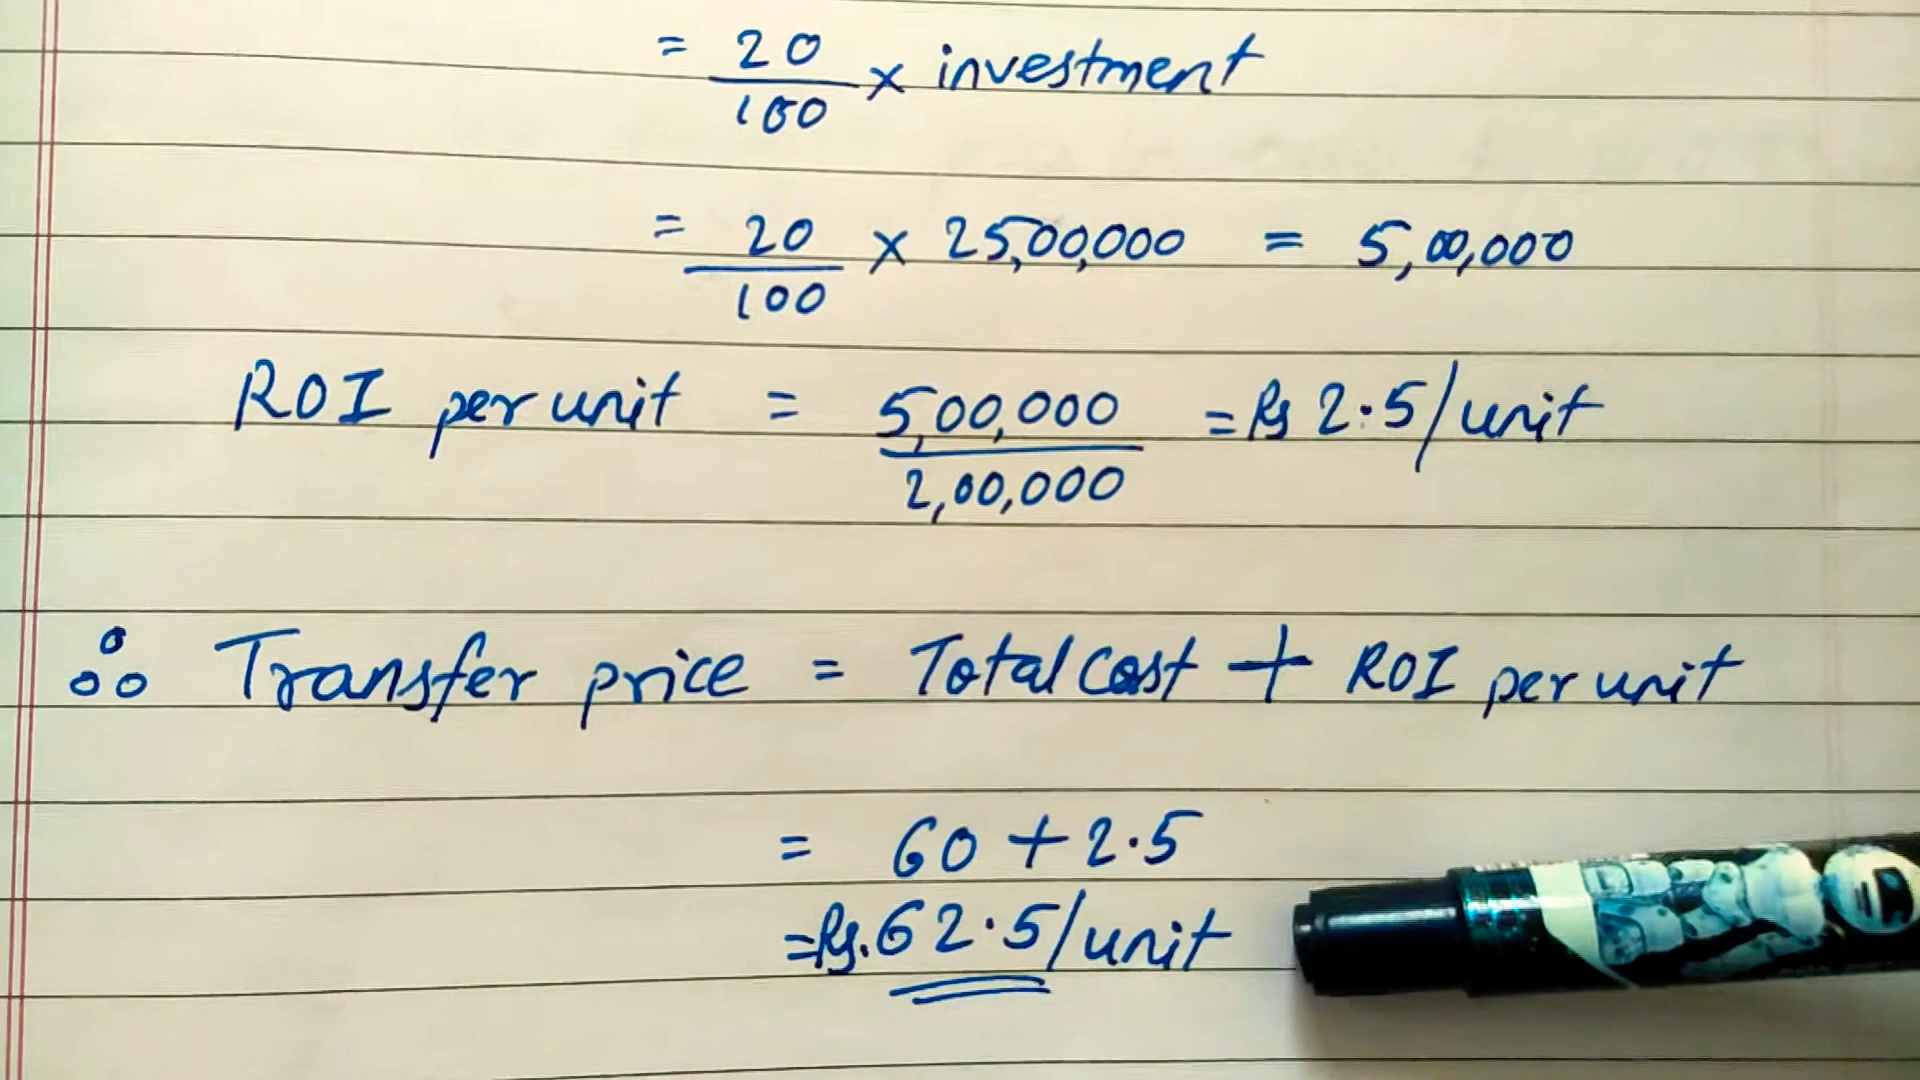 = 20/100 × investment
= 20/100 × 25,00,000 = 5,00,000
ROI per unit = 5,00,000/2,00,000 = Rs 2.5/unit
∴ Transfer price = Total Cost + ROI per unit
= 60 + 2.5
= Rs. 62.5/unit